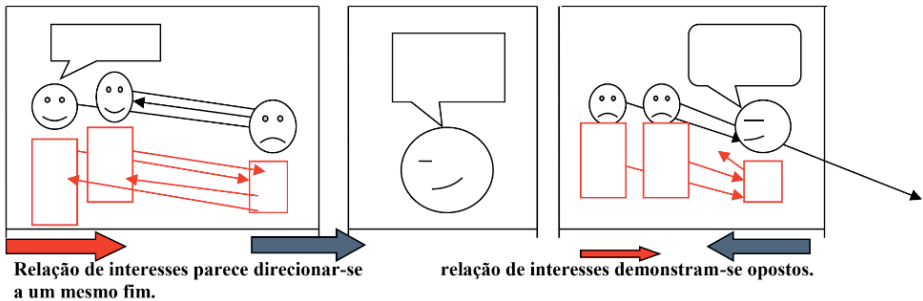 Relação de interesses parece direcionar-se
a um mesmo fim.
relação de interesses demonstram-se opostos.